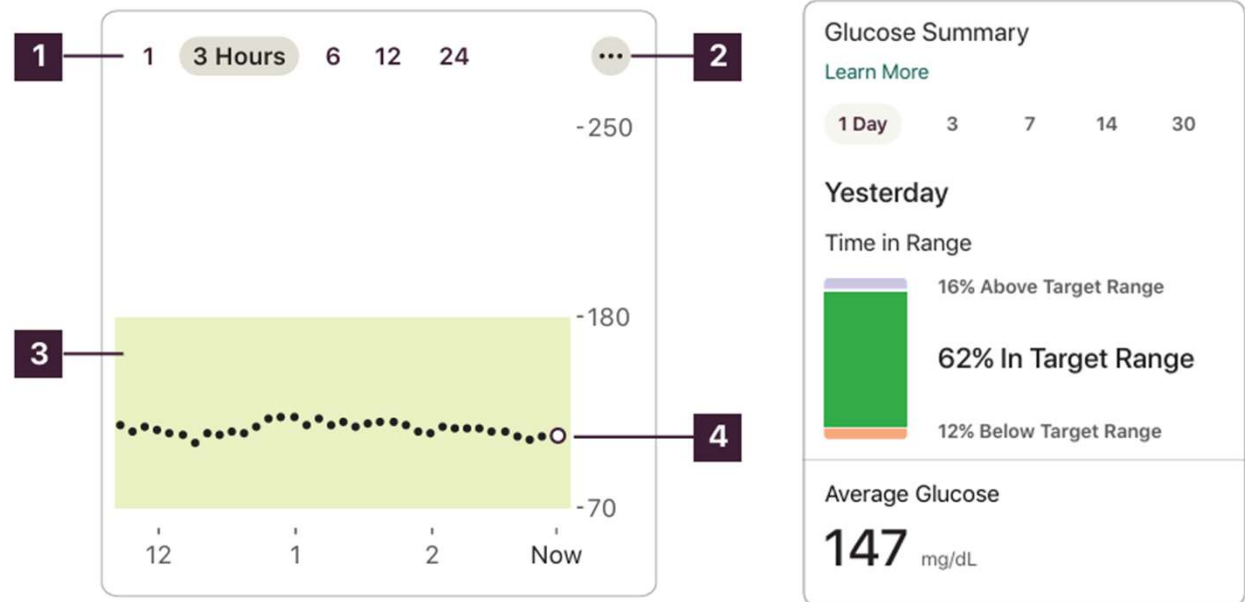 1
1 3 Hours 6 12 24 •••
2
-250
-180
3
4
-70
12 1 2 Now
Glucose Summary
Learn More
1 Day 3 7 14 30
Yesterday
Time in Range
16% Above Target Range
62% In Target Range
12% Below Target Range
Average Glucose
147 mg/dL